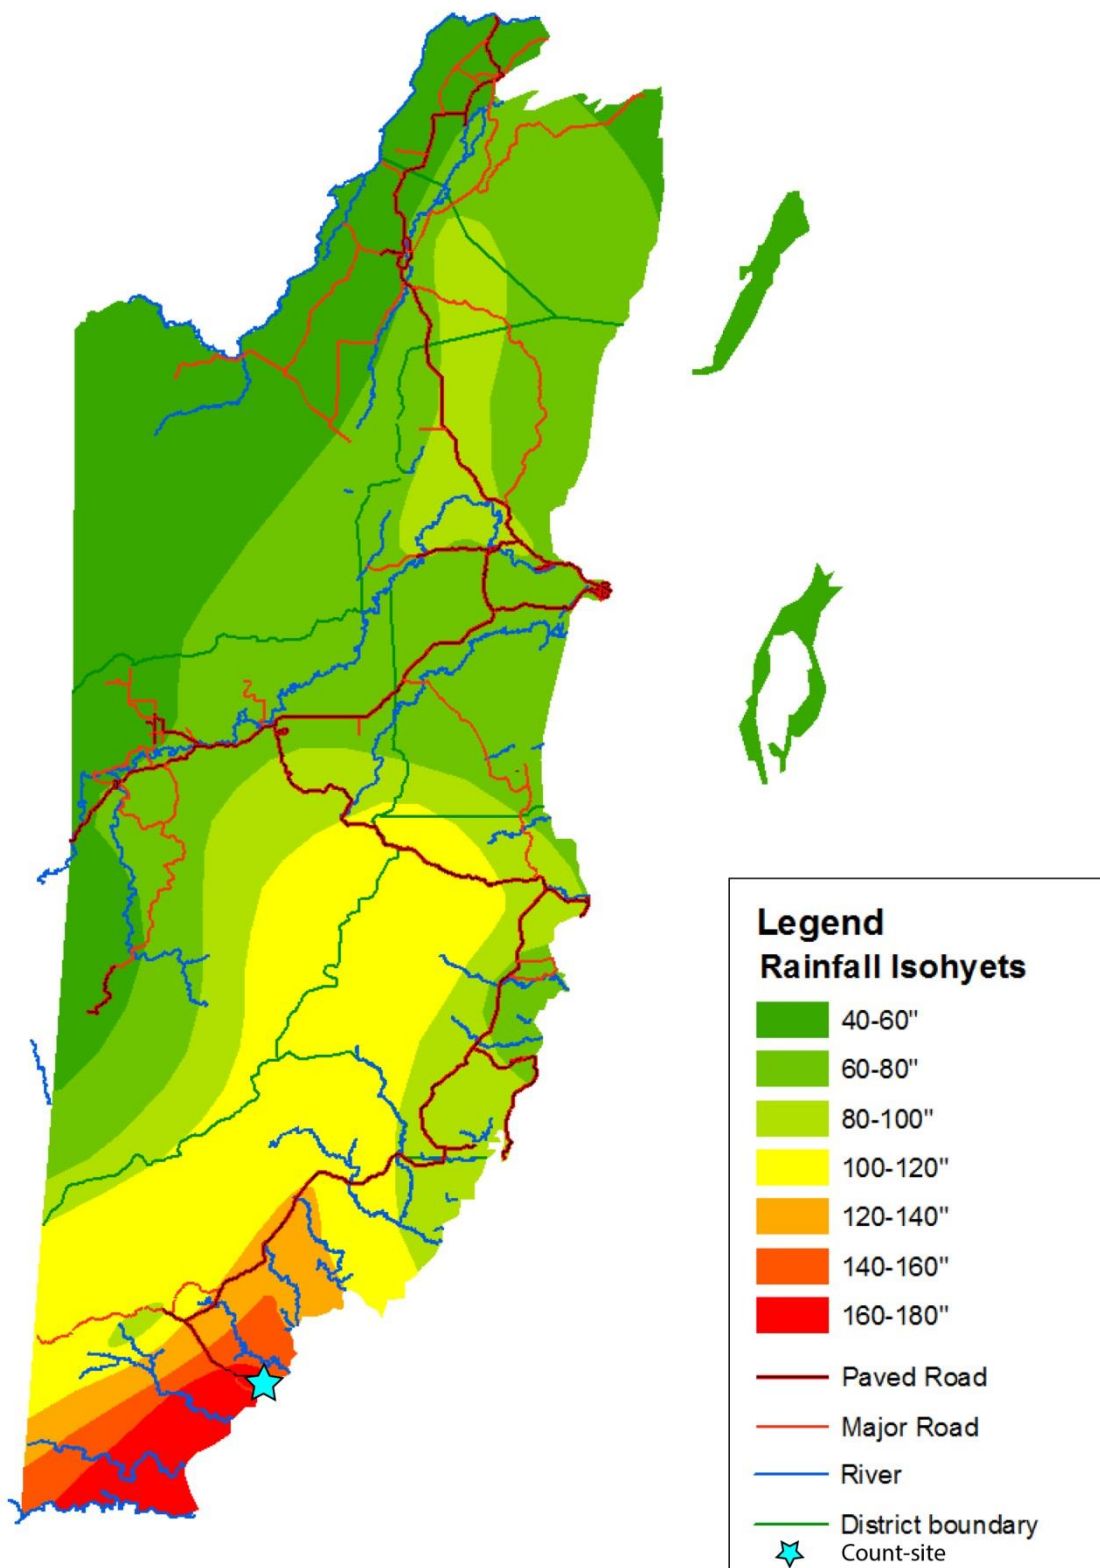 Legend
Rainfall Isohyets
40-60"
60-80"
80-100"
100-120"
120-140"
140-160"
160-180"
Paved Road
Major Road
River
District boundary
Count-site